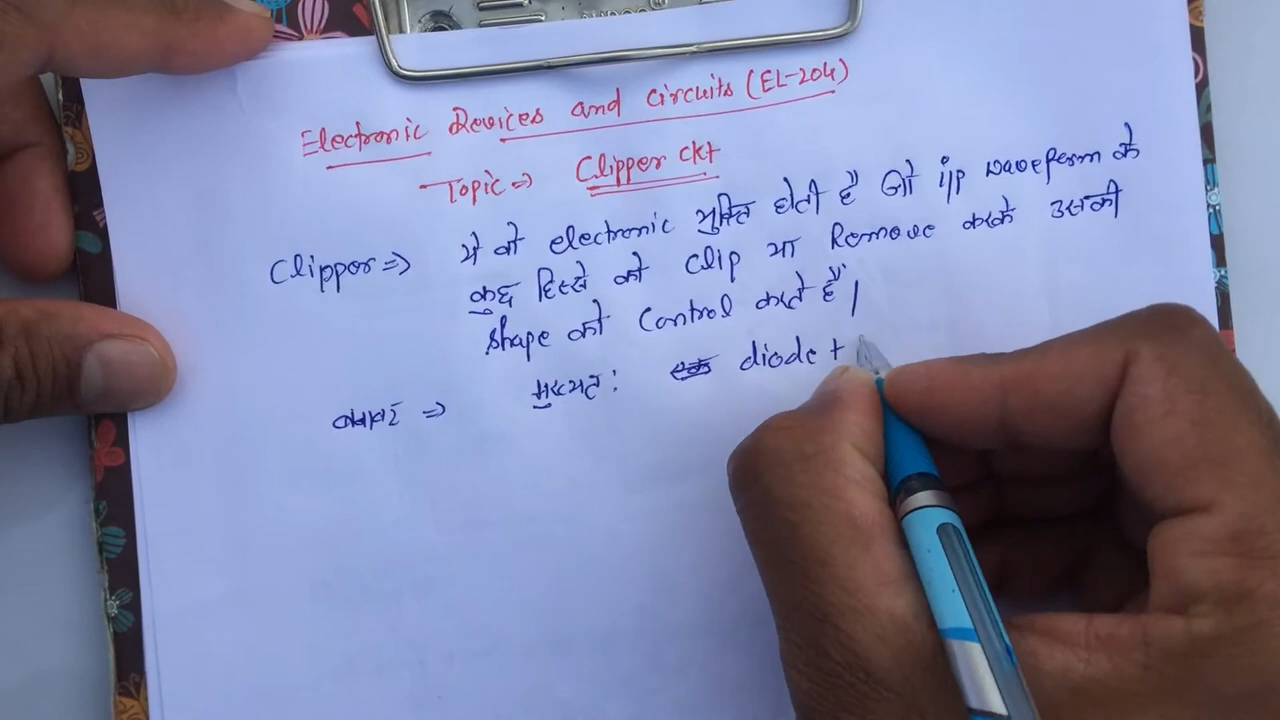 Electronic Devices and Circuits (EL-204)
Topic ⇒ Clipper Ckt
Clipper ⇒ ये वो electronic युक्ति होती है जो i/p waveform के
कुछ हिस्से को clip या Remove करके उसकी
shape को Control करते हैं।
बनावट ⇒ मुख्यत: diode +